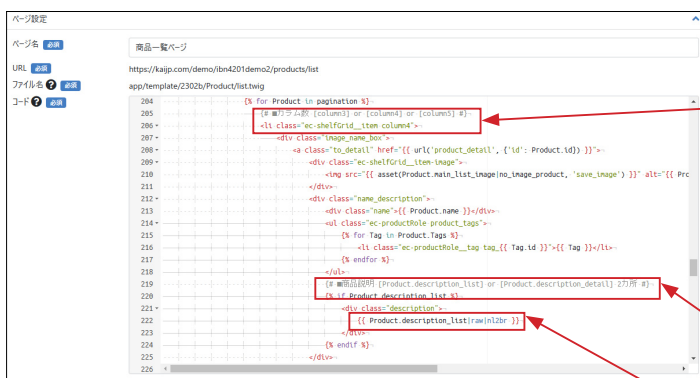 ページ設定
ページ名 必須 商品一覧ページ
URL 必須 https://kaijp.com/demo/ibn4201demo2/products/list
ファイル名 ? 必須 app/template/2302b/Product/list.twig
コード ? 必須
204 {% for Product in pagination %}
205 {# ■カラム数 [column3] or [column4] or [column5] #}
206 <li class="ec-shelfGrid__item column4">
207 <div class="image_name_box">
208 <a class="to_detail" href="{{ url('product_detail', {'id': Product.id}) }}">
209 <div class="ec-shelfGrid__item-image">
210 <img src="{{ asset(Product.main_list_image|no_image_product, 'save_image') }}" alt="{{ Prc
211 </div>
212 <div class="name_description">
213 <div class="name">{{ Product.name }}</div>
214 <ul class="ec-productRole product_tags">
215 {% for Tag in Product.Tags %}
216 <li class="ec-productRole__tag tag_{{ Tag.id }}">{{ Tag }}</li>
217 {% endfor %}
218 </ul>
219 {# ■商品説明 [Product.description_list] or [Product.description_detail] 2カ所 #}
220 {% if Product.description_list %}
221 <div class="description">
222 {{ Product.description_list|raw|nl2br }}
223 </div>
224 {% endif %}
225 </div>
226